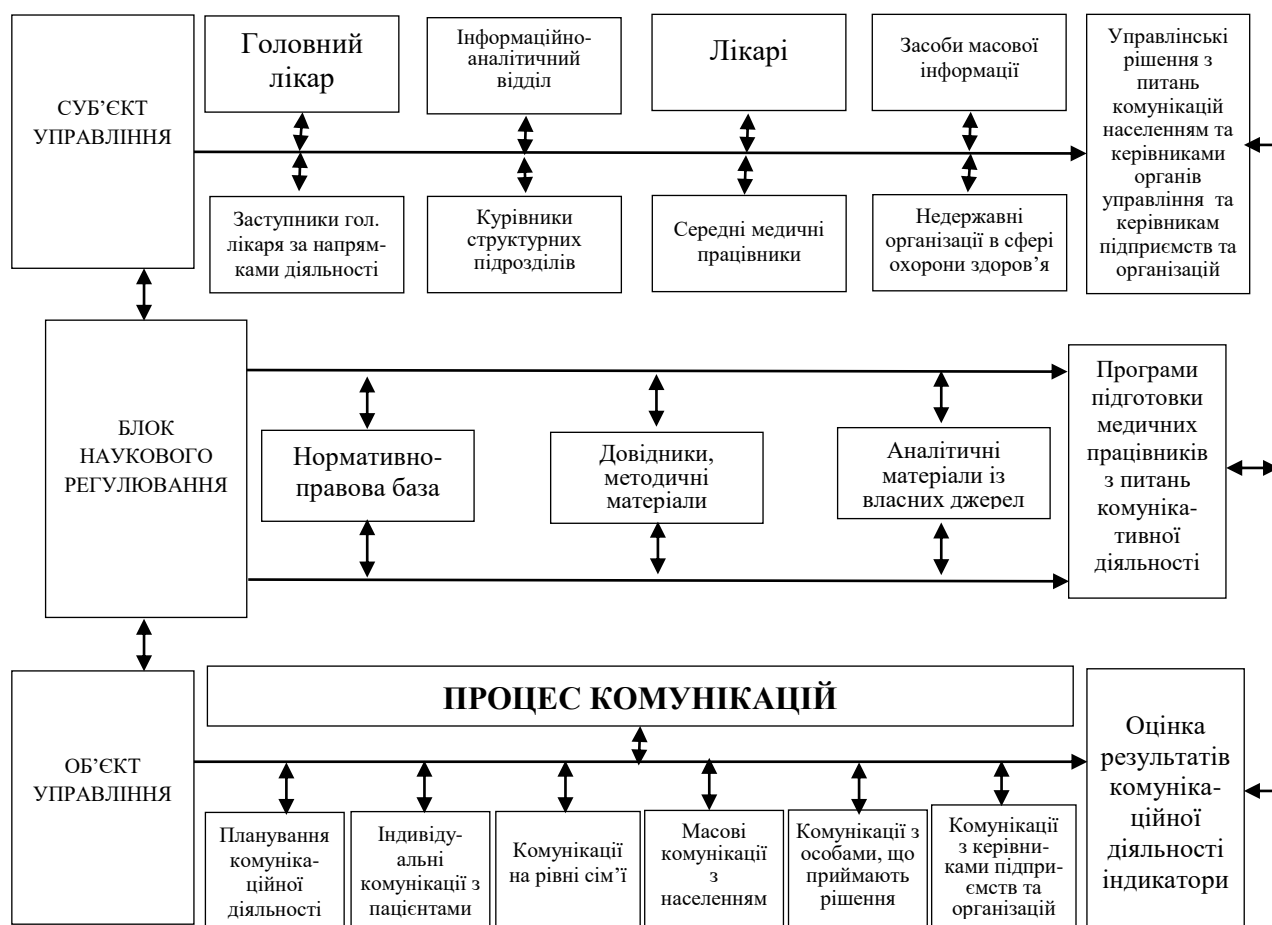 СУБ’ЄКТ
УПРАВЛІННЯ
Головний
лікар
Інформаційно-
аналітичний
відділ
Лікарі
Засоби масової
інформації
Управлінські
рішення з
питань
комунікацій
населенням та
керівниками
органів
управління та
керівникам
підприємств та
організацій
Заступники гол.
лікаря за напрям-
ками діяльності
Курівники
структурних
підрозділів
Середні медичні
працівники
Недержавні
організації в сфері
охорони здоров’я
БЛОК
НАУКОВОГО
РЕГУЛЮВАННЯ
Нормативно-
правова база
Довідники,
методичні
матеріали
Аналітичні
матеріали із
власних джерел
Програми
підготовки
медичних
працівників
з питань
комуніка-
тивної
діяльності
ОБ’ЄКТ
УПРАВЛІННЯ
ПРОЦЕС КОМУНІКАЦІЙ
Планування
комуніка-
ційної
діяльності
Індивіду-
альні
комунікації з
пацієнтами
Комунікації
на рівні сім’ї
Масові
комунікації
з
населенням
Комунікації з
особами, що
приймають
рішення
Комунікації
з керівни-
ками підпри-
ємств та
організацій
Оцінка
результатів
комуніка-
ційної
діяльності
індикатори